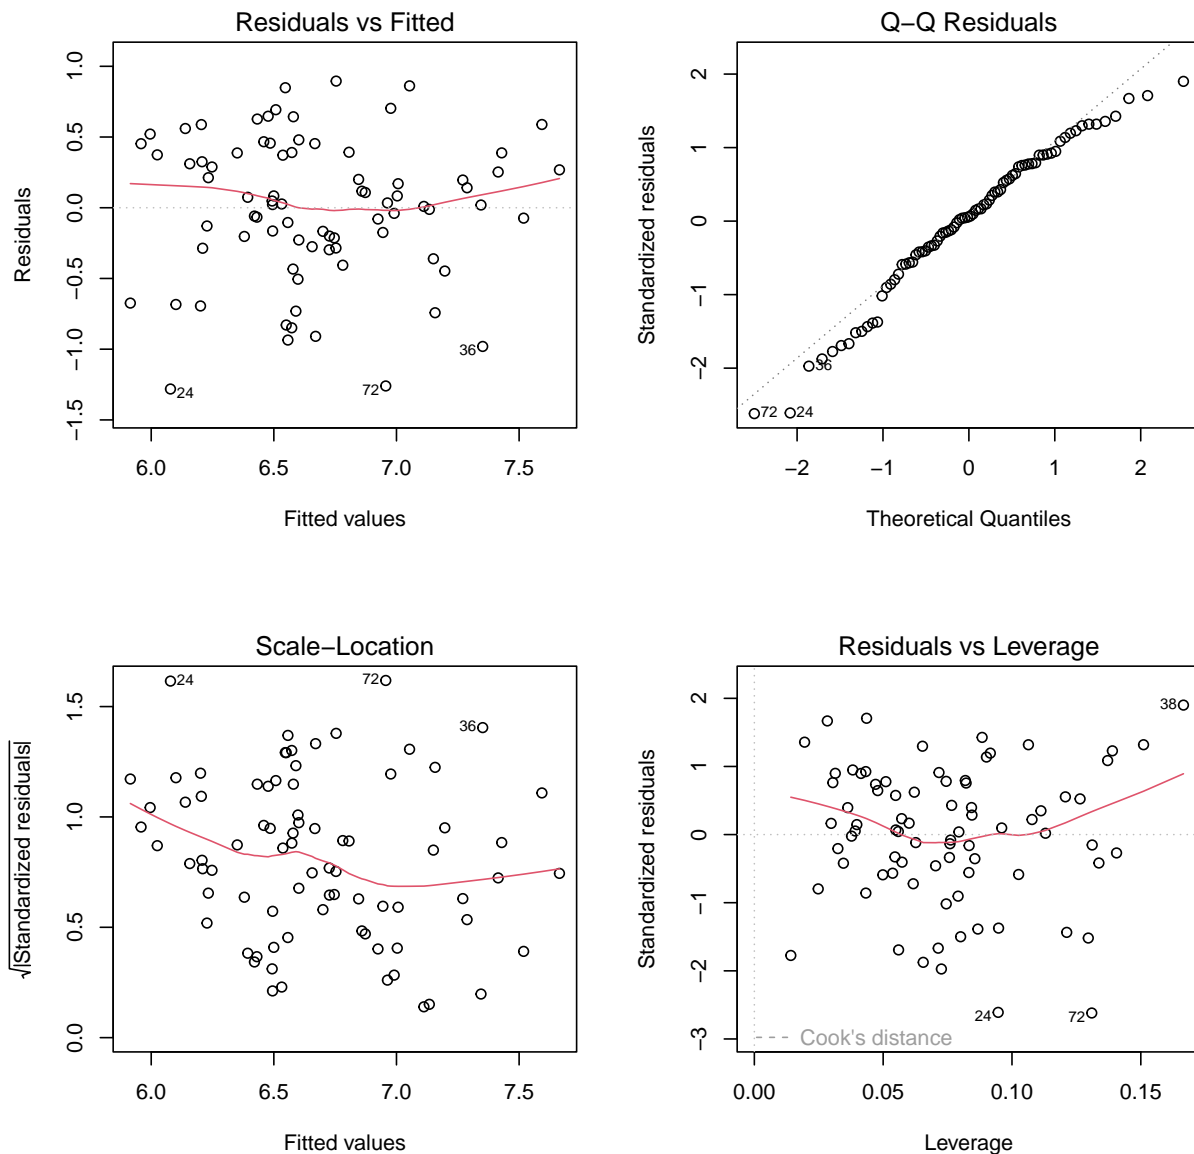 Residuals vs Fitted
Residuals
1.0
0.5
0.0
−0.5
−1.0
−1.5
24
72
36
6.0 6.5 7.0 7.5
Fitted values
Q−Q Residuals
Standardized residuals
2
1
0
−1
−2
72 24
36
−2 −1 0 1 2
Theoretical Quantiles
Scale−Location
√|Standardized residuals|
1.5
1.0
0.5
0.0
24
72
36
6.0 6.5 7.0 7.5
Fitted values
Residuals vs Leverage
Standardized residuals
2
1
0
−1
−2
−3
38
24
72
Cook's distance
0.00 0.05 0.10 0.15
Leverage